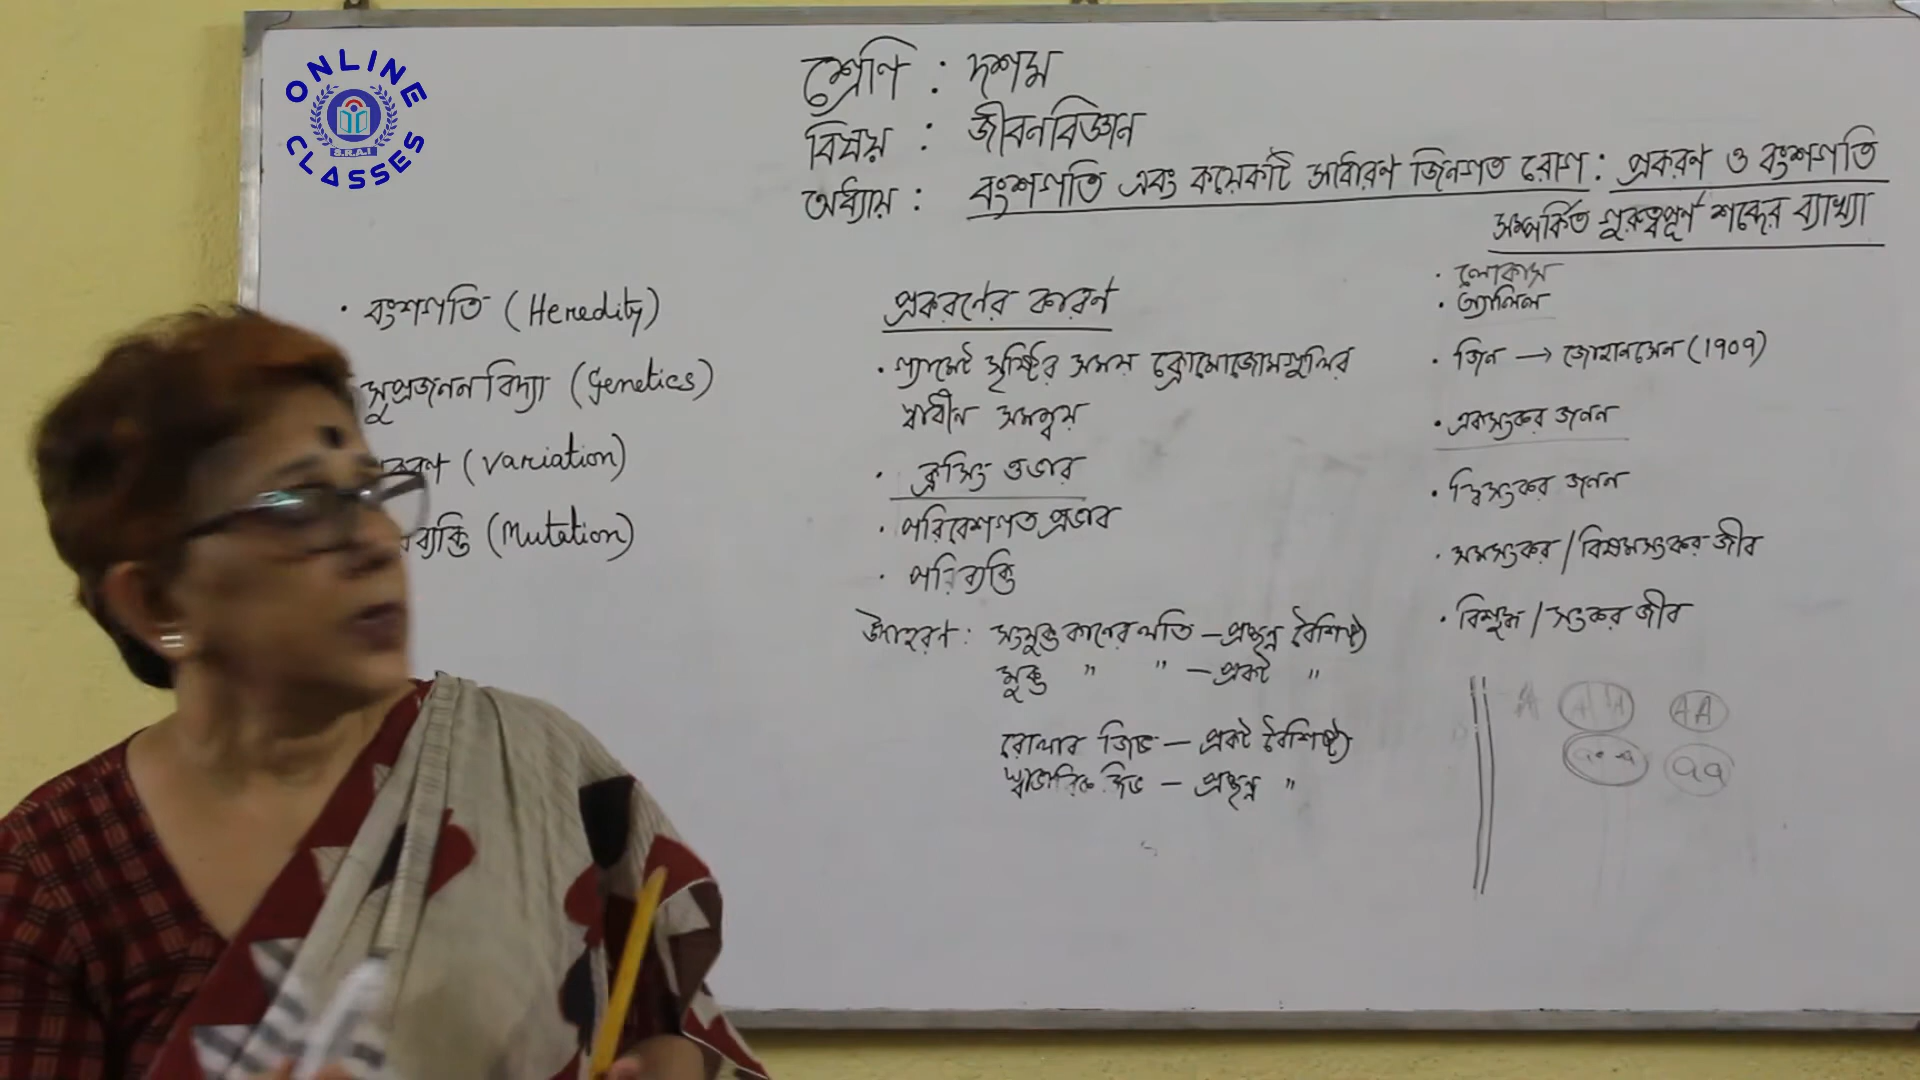 ONLINE CLASSES
S.R.A.I
শ্রেণি : দশম
বিষয় : জীবনবিজ্ঞান
অধ্যায় : বংশগতি এবং কয়েকটি সাধারণ জিনগত রোগ : প্রকরণ ও বংশগতি
সম্পর্কিত গুরুত্বপূর্ণ শব্দের ব্যাখ্যা
• বংশগতি (Heredity)
সুপ্রজনন বিদ্যা (Genetics)
(Variation)
(Mutation)
প্রকরণের কারণ
• গ্যামেট সৃষ্টির সময় ক্রোমোজোমগুলির
স্বাধীন সমন্বয়
• ক্রসিং ওভার
• পরিবেশগত প্রভাব
• পরিব্যক্তি
উদাহরণ : সংযুক্ত কানের লতি – প্রচ্ছন্ন বৈশিষ্ট্য
মুক্ত " " – প্রকট "
রোলার জিভ – প্রকট বৈশিষ্ট্য
স্বাভাবিক জিভ – প্রচ্ছন্ন "
• লোকাস
• অ্যালিল
• জিন → জোহানসেন (1909)
• একসংকর জনন
• দ্বিসংকর জনন
• সমসংকর / বিষমসংকর জীব
• বিশুদ্ধ / সংকর জীব
A A AA
aa